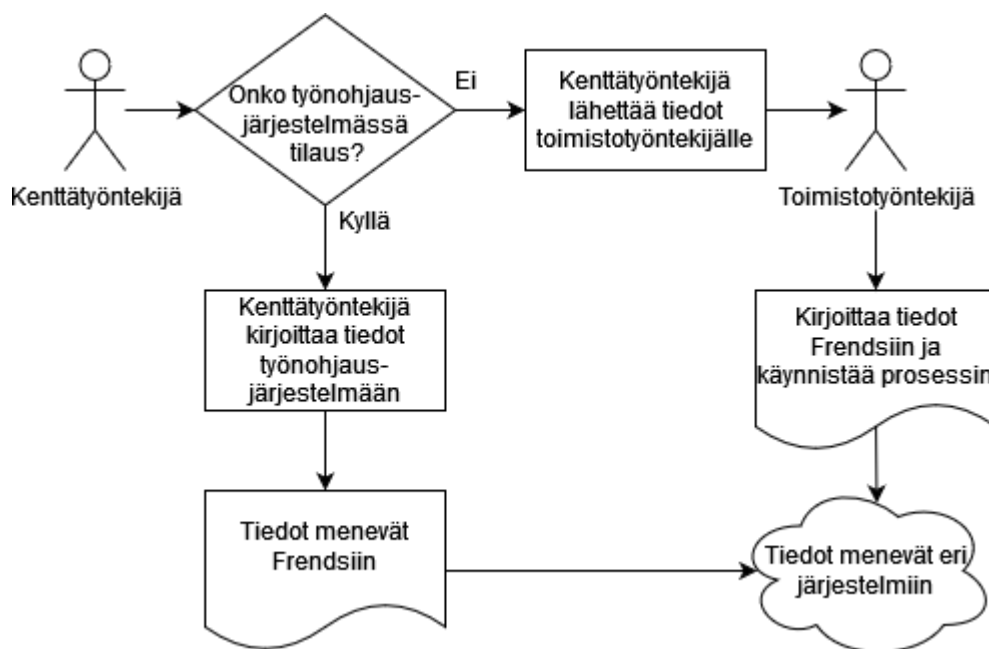 Onko työnohjaus-
järjestelmässä
tilaus?
Ei
Kenttätyöntekijä
lähettää tiedot
toimistotyöntekijälle
Kenttätyöntekijä
Toimistotyöntekijä
Kyllä
Kenttätyöntekijä
kirjoittaa tiedot
työnohjaus-
järjestelmään
Kirjoittaa tiedot
Frendsiin ja
käynnistää prosessin
Tiedot menevät
Frendsiin
Tiedot menevät eri
järjestelmiin